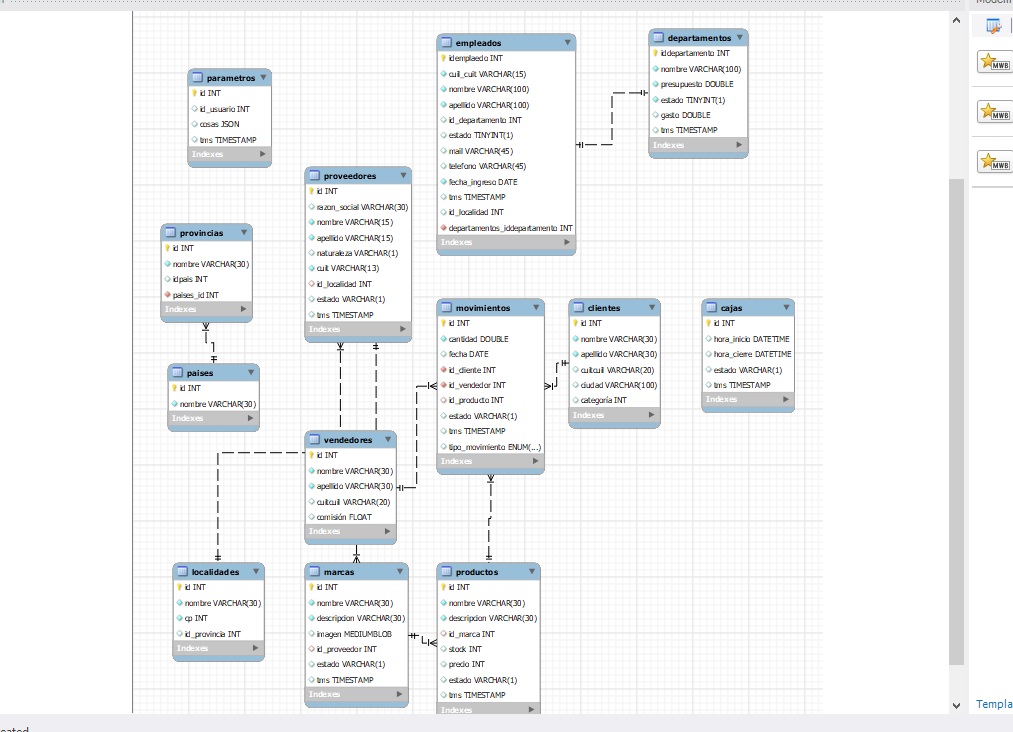 parametros
id INT
id_usuario INT
cosas JSON
tms TIMESTAMP
Indexes
proveedores
id INT
razon_social VARCHAR(30)
nombre VARCHAR(15)
apellido VARCHAR(15)
naturaleza VARCHAR(1)
cuit VARCHAR(13)
id_localidad INT
estado VARCHAR(1)
tms TIMESTAMP
Indexes
empleados
idemplaedo INT
cuil_cuit VARCHAR(15)
nombre VARCHAR(100)
apellido VARCHAR(100)
id_departamento INT
estado TINYINT(1)
mail VARCHAR(45)
telefono VARCHAR(45)
fecha_ingreso DATE
tms TIMESTAMP
id_localidad INT
departamentos_iddepartamento INT
Indexes
departamentos
iddepartamento INT
nombre VARCHAR(100)
presupuesto DOUBLE
estado TINYINT(1)
gasto DOUBLE
tms TIMESTAMP
Indexes
provincias
id INT
nombre VARCHAR(30)
idpais INT
paises_id INT
Indexes
paises
id INT
nombre VARCHAR(30)
Indexes
movimientos
id INT
cantidad DOUBLE
fecha DATE
id_cliente INT
id_vendedor INT
id_producto INT
estado VARCHAR(1)
tms TIMESTAMP
tipo_movimiento ENUM(...)
Indexes
clientes
id INT
nombre VARCHAR(30)
apellido VARCHAR(30)
cuitcuil VARCHAR(20)
ciudad VARCHAR(100)
categoría INT
Indexes
cajas
id INT
hora_inicio DATETIME
hora_cierre DATETIME
estado VARCHAR(1)
tms TIMESTAMP
Indexes
vendedores
id INT
nombre VARCHAR(30)
apellido VARCHAR(30)
cuitcuil VARCHAR(20)
comisión FLOAT
Indexes
localidades
id INT
nombre VARCHAR(30)
cp INT
id_provincia INT
Indexes
marcas
id INT
nombre VARCHAR(30)
descripcion VARCHAR(30)
imagen MEDIUMBLOB
id_proveedor INT
estado VARCHAR(1)
tms TIMESTAMP
Indexes
productos
id INT
nombre VARCHAR(30)
descripcion VARCHAR(30)
id_marca INT
stock INT
precio INT
estado VARCHAR(1)
tms TIMESTAMP
Indexes
MWB
MWB
MWB
Templa